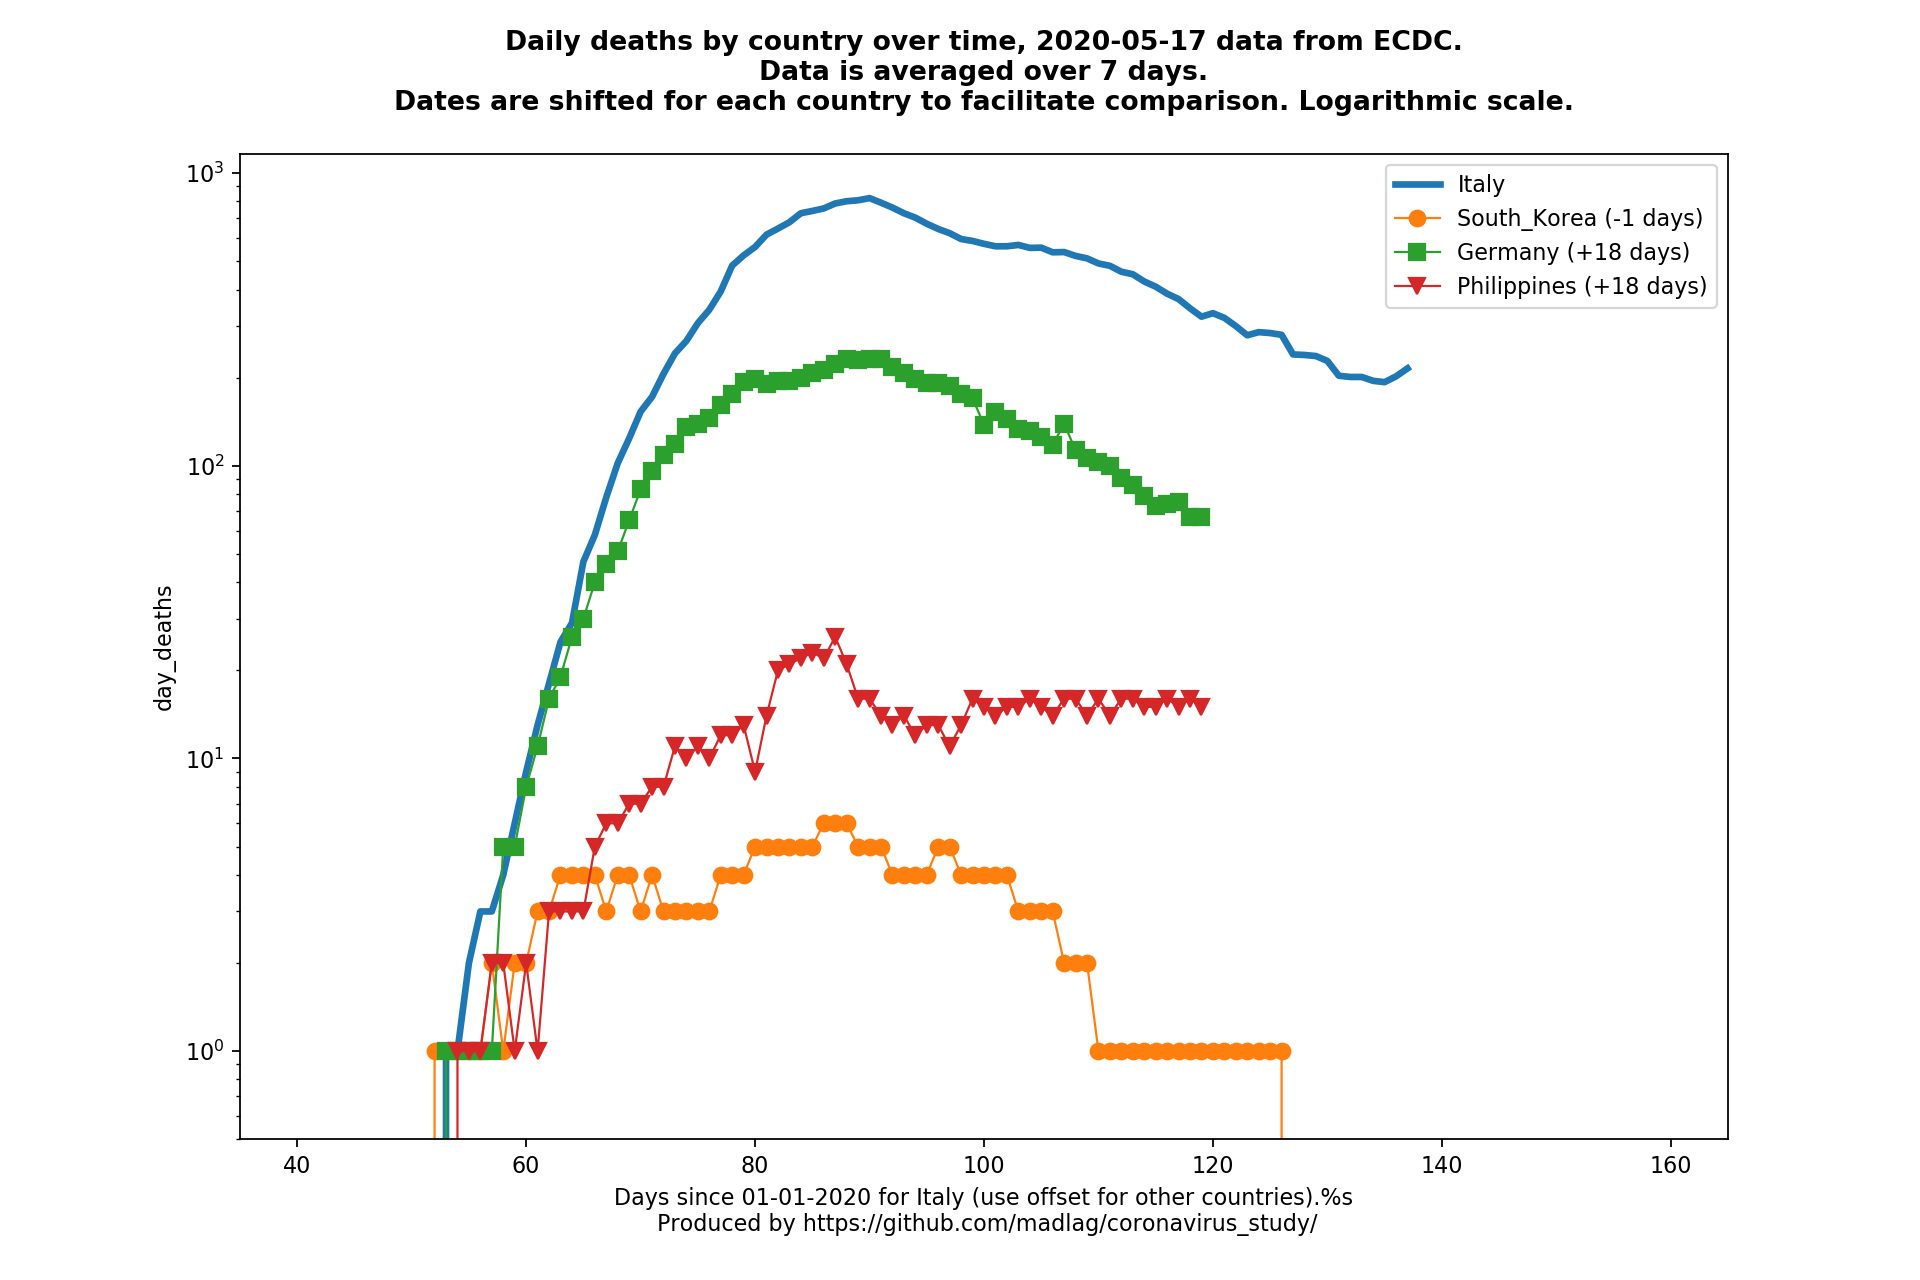 Daily deaths by country over time, 2020-05-17 data from ECDC.
Data is averaged over 7 days.
Dates are shifted for each country to facilitate comparison. Logarithmic scale.
10³
10²
10¹
10⁰
day_deaths
Italy
South_Korea (-1 days)
Germany (+18 days)
Philippines (+18 days)
40 60 80 100 120 140 160
Days since 01-01-2020 for Italy (use offset for other countries).%s
Produced by https://github.com/madlag/coronavirus_study/